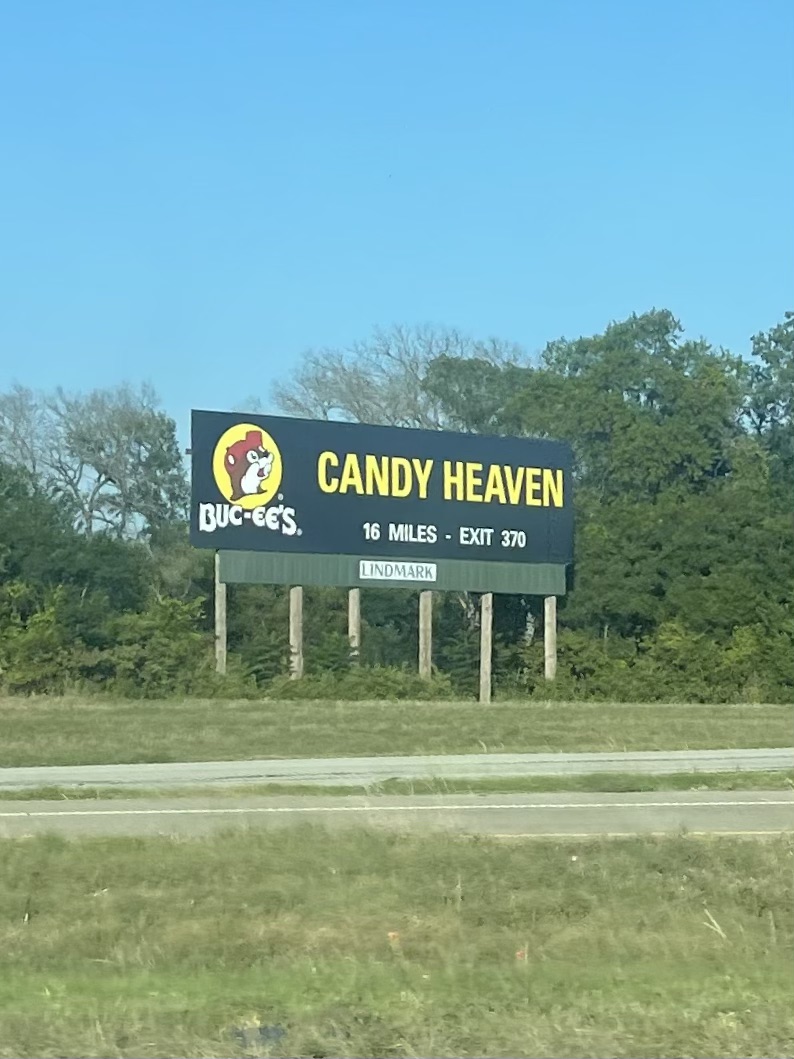 CANDY HEAVEN
BUC-EE'S®
16 MILES - EXIT 370
LINDMARK